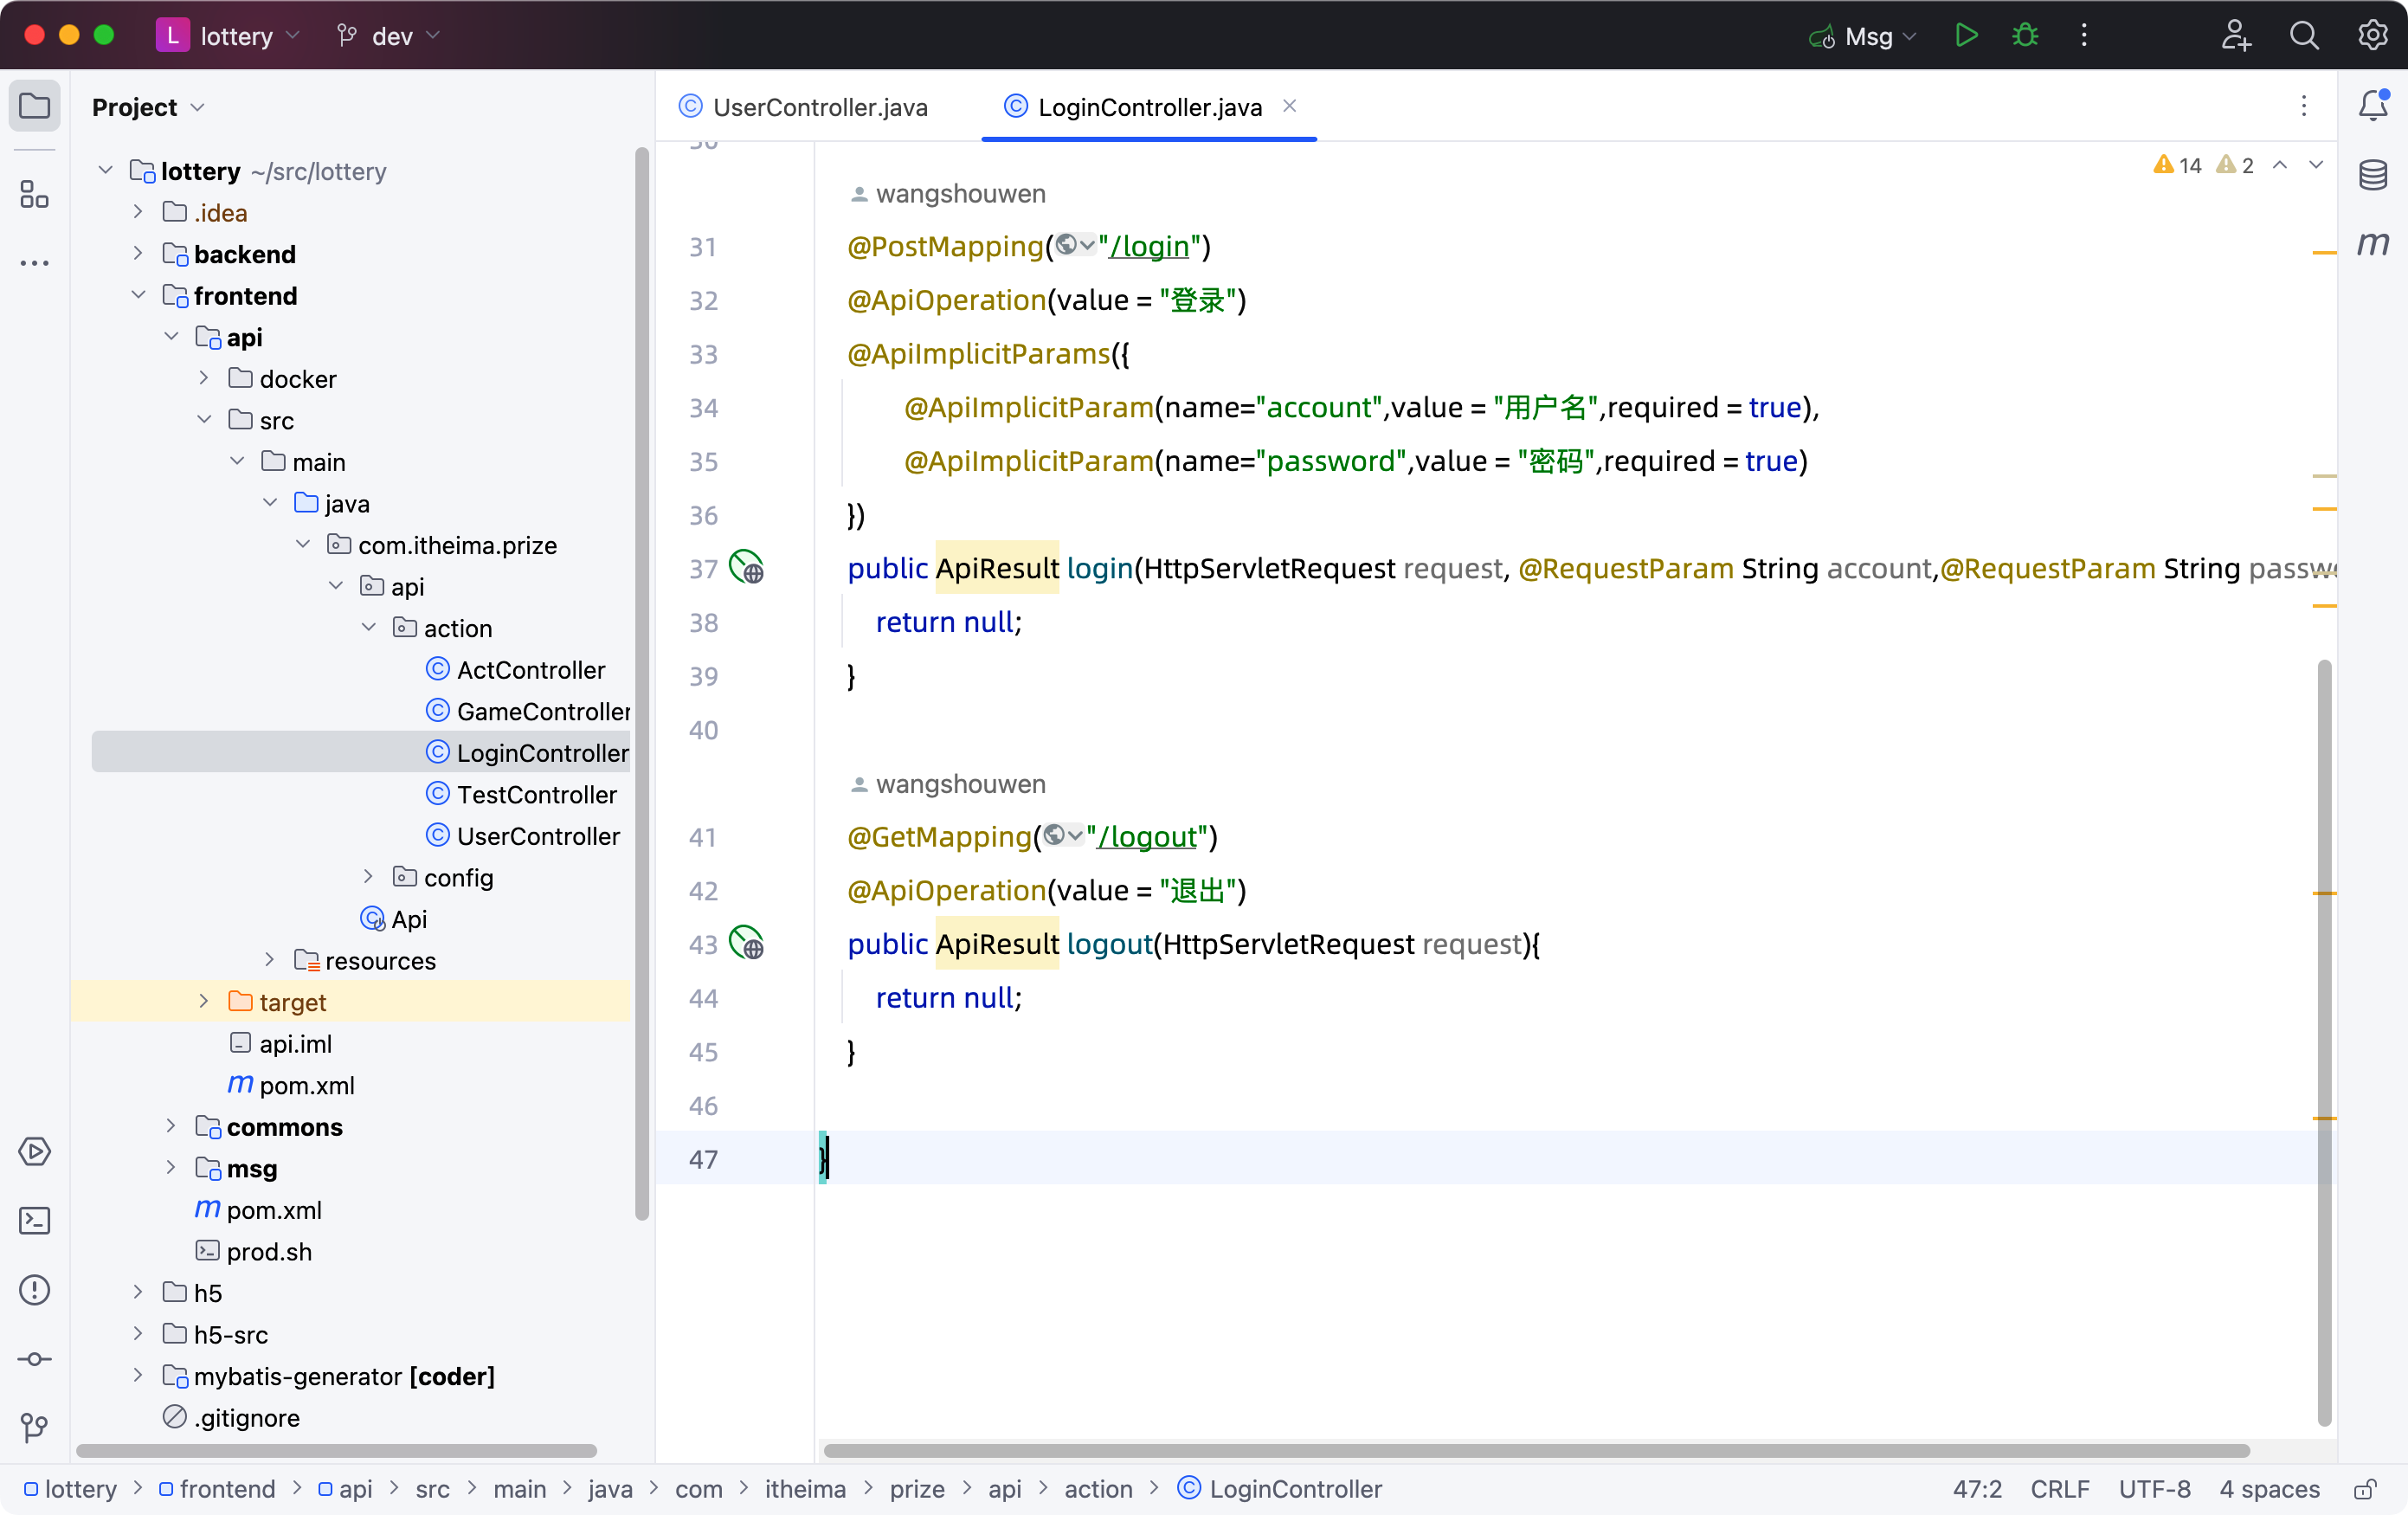 L lottery dev Msg
Project
lottery ~/src/lottery
.idea
backend
frontend
api
docker
src
main
java
com.itheima.prize
api
action
ActController
GameController
LoginController
TestController
UserController
config
Api
resources
target
api.iml
m pom.xml
commons
msg
m pom.xml
prod.sh
h5
h5-src
mybatis-generator [coder]
.gitignore
UserController.java LoginController.java
14 2
m
wangshouwen
31 @PostMapping("/login")
32 @ApiOperation(value = "登录")
33 @ApiImplicitParams({
34 @ApiImplicitParam(name="account",value = "用户名",required = true),
35 @ApiImplicitParam(name="password",value = "密码",required = true)
36 })
37 public ApiResult login(HttpServletRequest request, @RequestParam String account,@RequestParam String
38 return null;
39 }
40
wangshouwen
41 @GetMapping("/logout")
42 @ApiOperation(value = "退出")
43 public ApiResult logout(HttpServletRequest request){
44 return null;
45 }
46
47 }
lottery > frontend > api > src > main > java > com > itheima > prize > api > action > LoginController 47:2 CRLF UTF-8 4 spaces